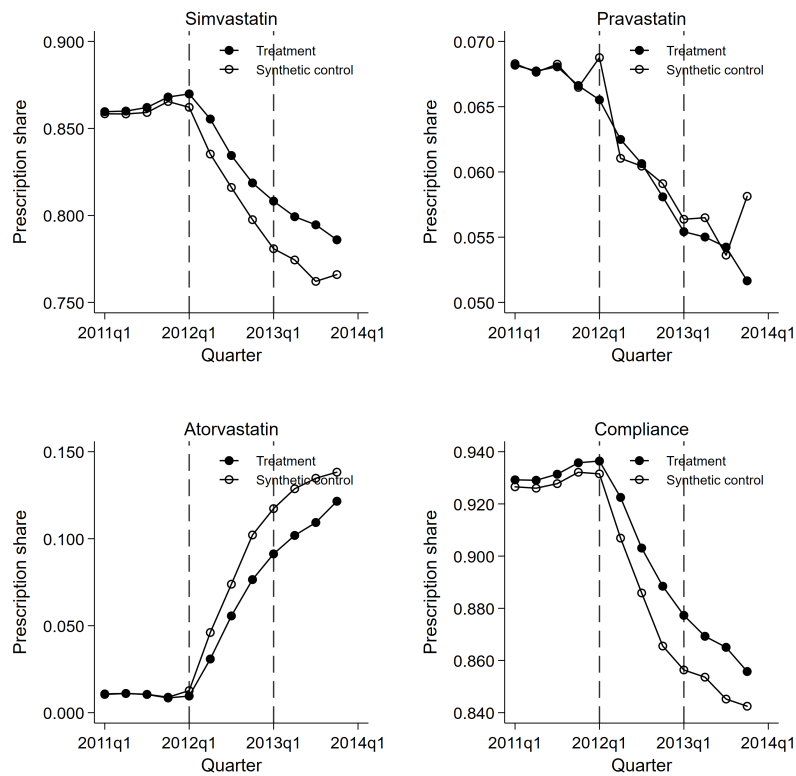 Simvastatin
0.900
0.850
0.800
0.750
Prescription share
Treatment
Synthetic control
2011q1 2012q1 2013q1 2014q1
Quarter
Pravastatin
0.070
0.065
0.060
0.055
0.050
Prescription share
Treatment
Synthetic control
2011q1 2012q1 2013q1 2014q1
Quarter
Atorvastatin
0.150
0.100
0.050
0.000
Prescription share
Treatment
Synthetic control
2011q1 2012q1 2013q1 2014q1
Quarter
Compliance
0.940
0.920
0.900
0.880
0.860
0.840
Prescription share
Treatment
Synthetic control
2011q1 2012q1 2013q1 2014q1
Quarter